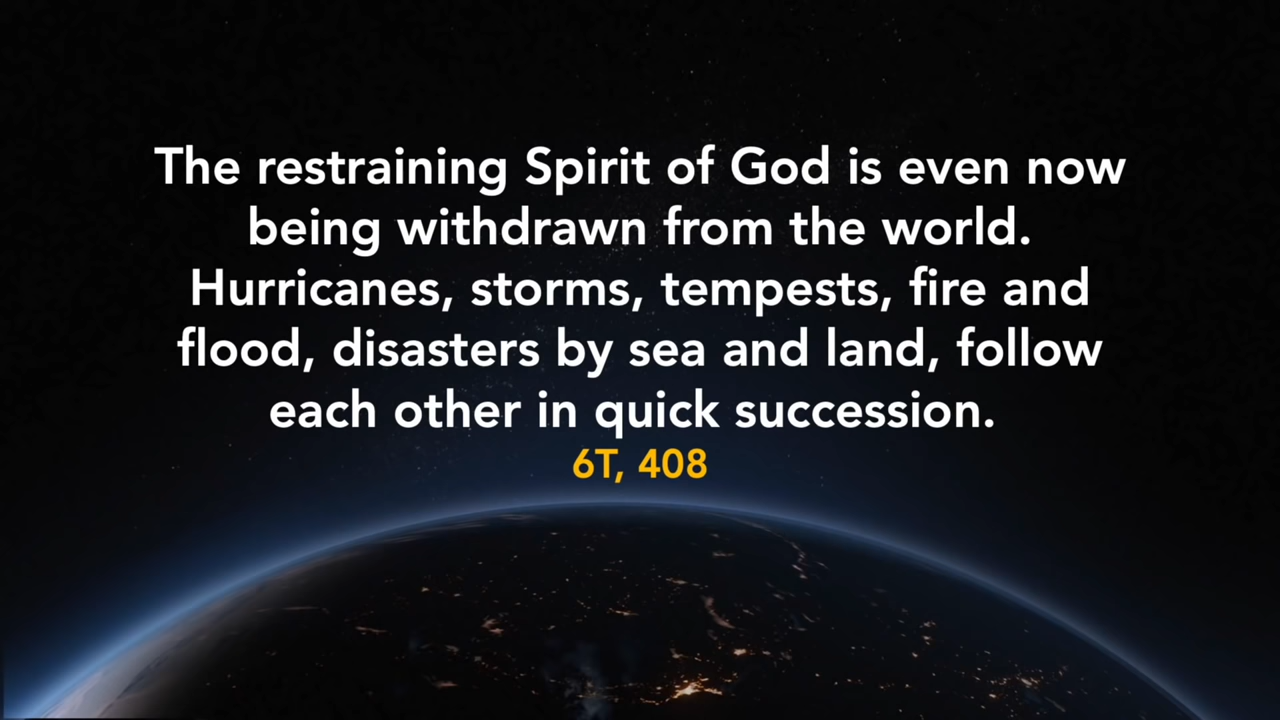 The restraining Spirit of God is even now
being withdrawn from the world.
Hurricanes, storms, tempests, fire and
flood, disasters by sea and land, follow
each other in quick succession.
6T, 408